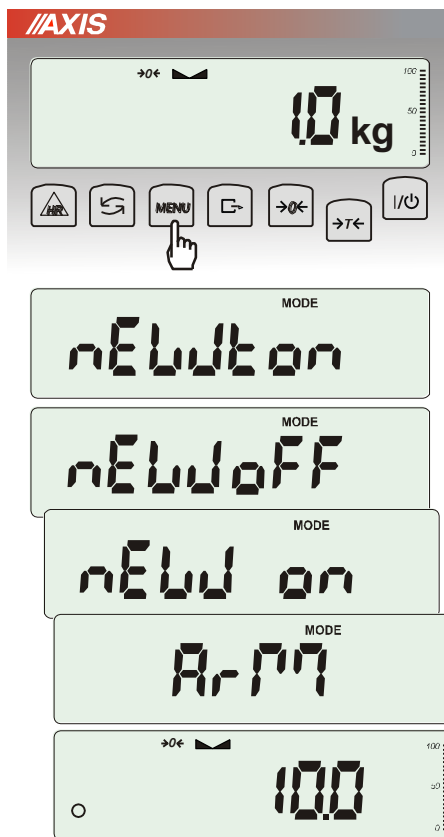 AXIS
→0← 100
1.0 kg 50
0
HR MENU →0← →T← I/⏻
MODE
nEWton
MODE
nEWoFF
MODE
nEW on
MODE
ArM
→0← 100
10.0 50
0